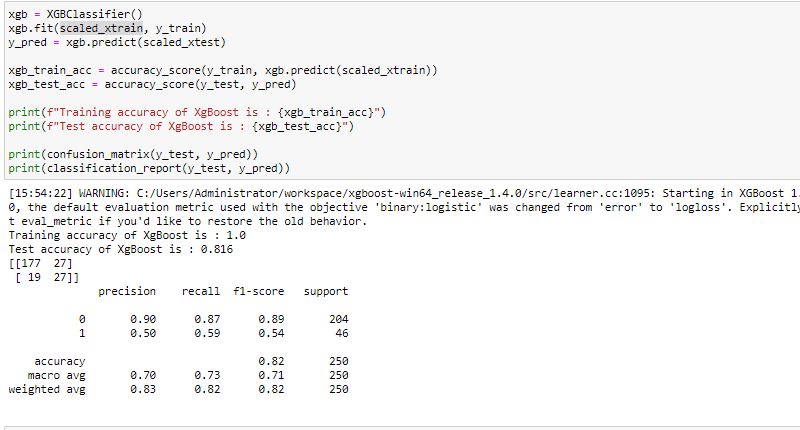 xgb = XGBClassifier()
xgb.fit(scaled_xtrain, y_train)
y_pred = xgb.predict(scaled_xtest)
xgb_train_acc = accuracy_score(y_train, xgb.predict(scaled_xtrain))
xgb_test_acc = accuracy_score(y_test, y_pred)
print(f"Training accuracy of XgBoost is : {xgb_train_acc}")
print(f"Test accuracy of XgBoost is : {xgb_test_acc}")
print(confusion_matrix(y_test, y_pred))
print(classification_report(y_test, y_pred))
[15:54:22] WARNING: C:/Users/Administrator/workspace/xgboost-win64_release_1.4.0/src/learner.cc:1095: Starting in XGBoost 1.
0, the default evaluation metric used with the objective 'binary:logistic' was changed from 'error' to 'logloss'. Explicitly
t eval_metric if you'd like to restore the old behavior.
Training accuracy of XgBoost is : 1.0
Test accuracy of XgBoost is : 0.816
[[177  27]
 [ 19  27]]
precision    recall  f1-score   support
0       0.90      0.87      0.89       204
1       0.50      0.59      0.54        46
accuracy                           0.82       250
macro avg       0.70      0.73      0.71       250
weighted avg       0.83      0.82      0.82       250